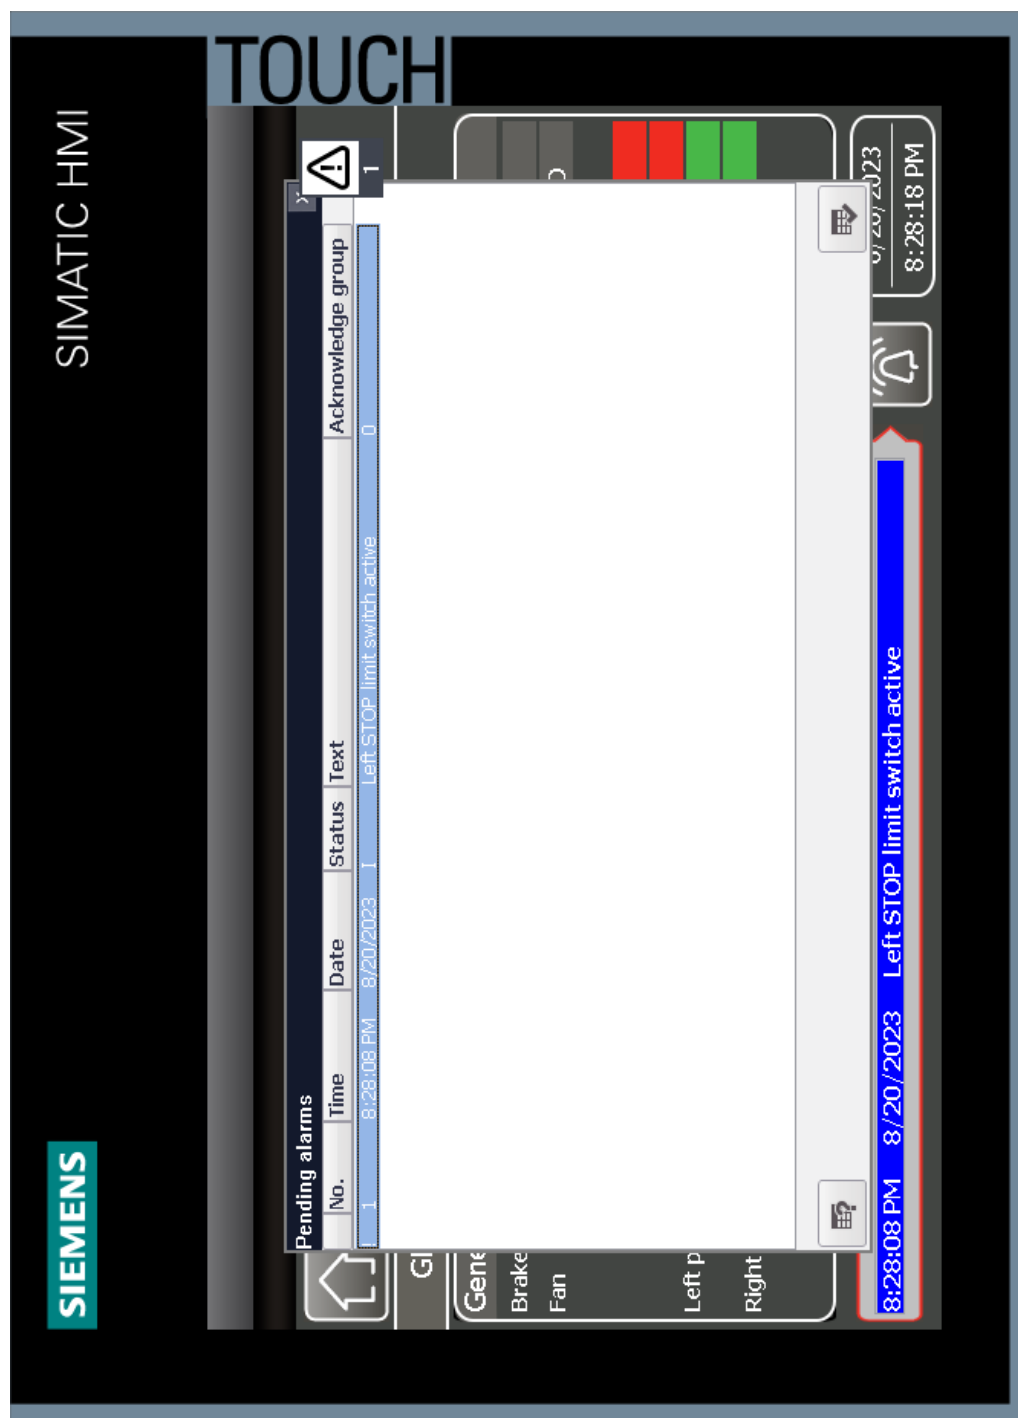 SIEMENS
SIMATIC HMI
TOUCH
Pending alarms
X
1
No. Time Date Status Text Acknowledge group
! 1 8:28:08 PM 8/20/2023 I Left STOP limit switch active 0
Gene
Brake
Fan
Left p
Right
8:28:08 PM 8/20/2023 Left STOP limit switch active
8:28:18 PM